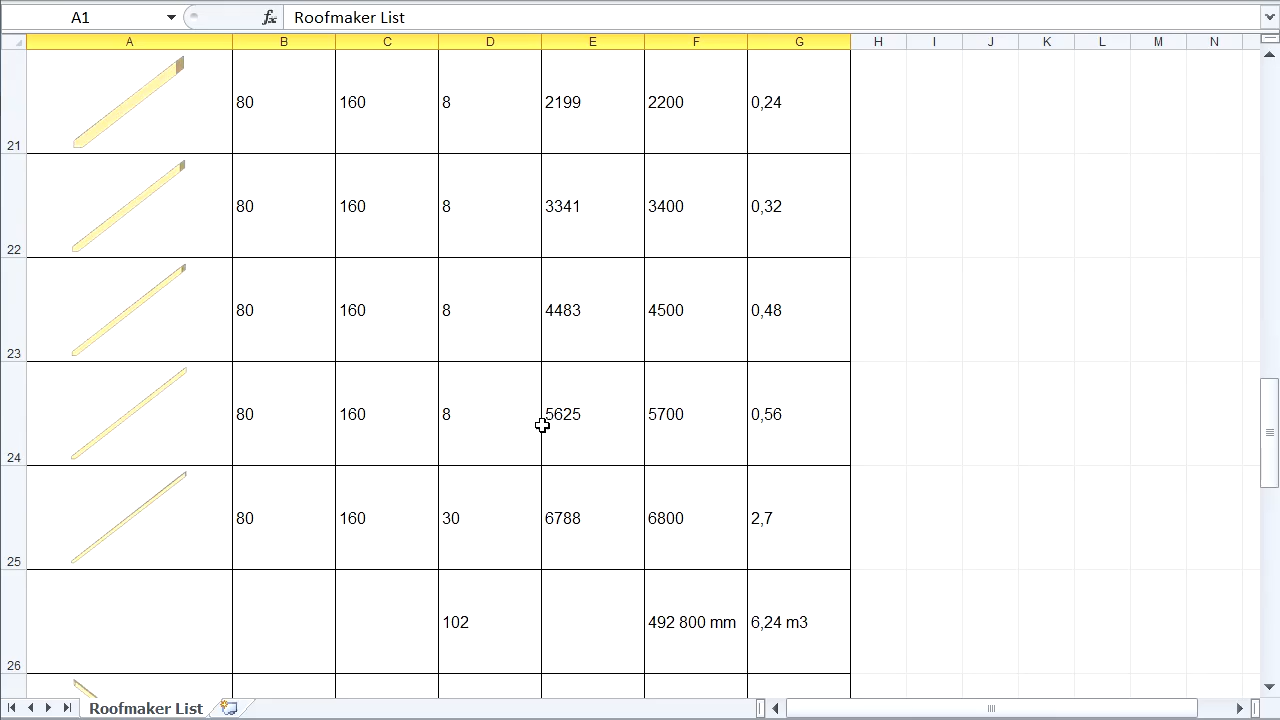 A1 fx Roofmaker List
A B C D E F G H I J K L M N
21 80 160 8 2199 2200 0,24
22 80 160 8 3341 3400 0,32
23 80 160 8 4483 4500 0,48
24 80 160 8 5625 5700 0,56
25 80 160 30 6788 6800 2,7
26 102 492 800 mm 6,24 m3
Roofmaker List